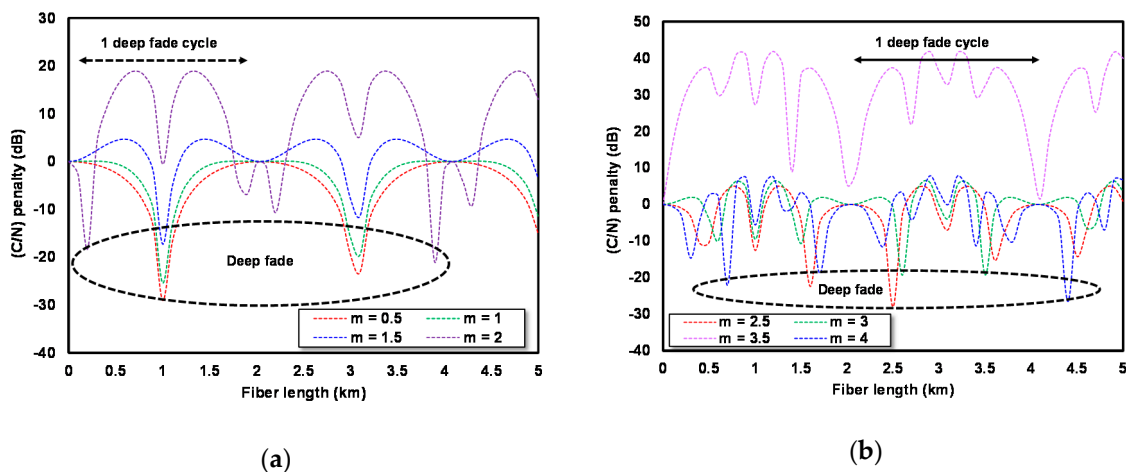 30
20
10
0
-10
-20
-30
-40
(C/N) penalty (dB)
1 deep fade cycle
Deep fade
m = 0.5 m = 1
m = 1.5 m = 2
0 0.5 1 1.5 2 2.5 3 3.5 4 4.5 5
Fiber length (km)
(a)
50
40
30
20
10
0
-10
-20
-30
-40
(C/N) penalty (dB)
1 deep fade cycle
Deep fade
m = 2.5 m = 3
m = 3.5 m = 4
0 0.5 1 1.5 2 2.5 3 3.5 4 4.5 5
Fiber length (km)
(b)